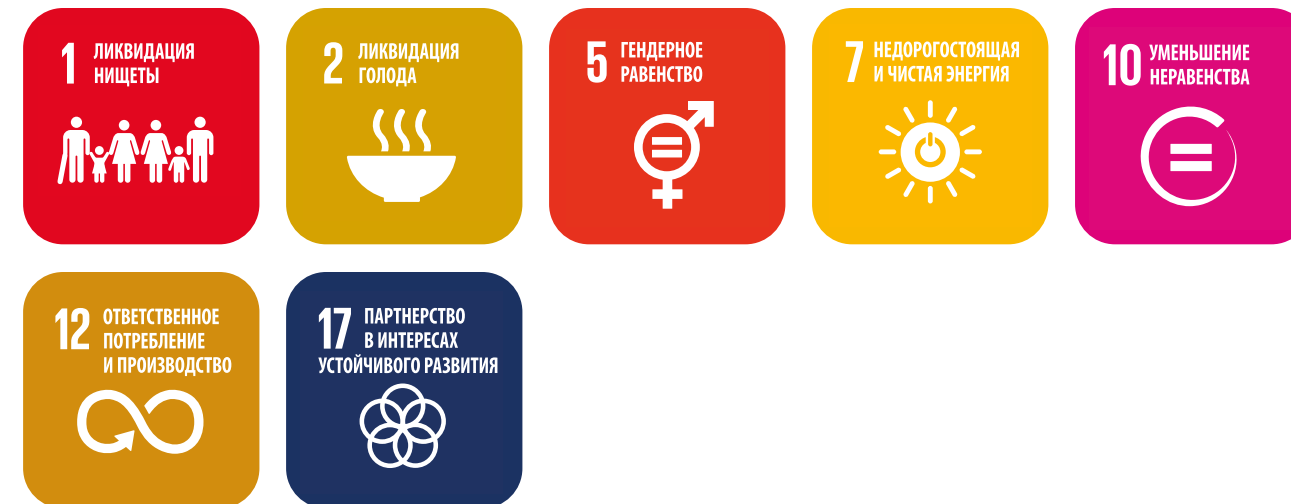 1 ЛИКВИДАЦИЯ
НИЩЕТЫ
2 ЛИКВИДАЦИЯ
ГОЛОДА
5 ГЕНДЕРНОЕ
РАВЕНСТВО
7 НЕДОРОГОСТОЯЩАЯ
И ЧИСТАЯ ЭНЕРГИЯ
10 УМЕНЬШЕНИЕ
НЕРАВЕНСТВА
12 ОТВЕТСТВЕННОЕ
ПОТРЕБЛЕНИЕ
И ПРОИЗВОДСТВО
17 ПАРТНЕРСТВО
В ИНТЕРЕСАХ
УСТОЙЧИВОГО РАЗВИТИЯ